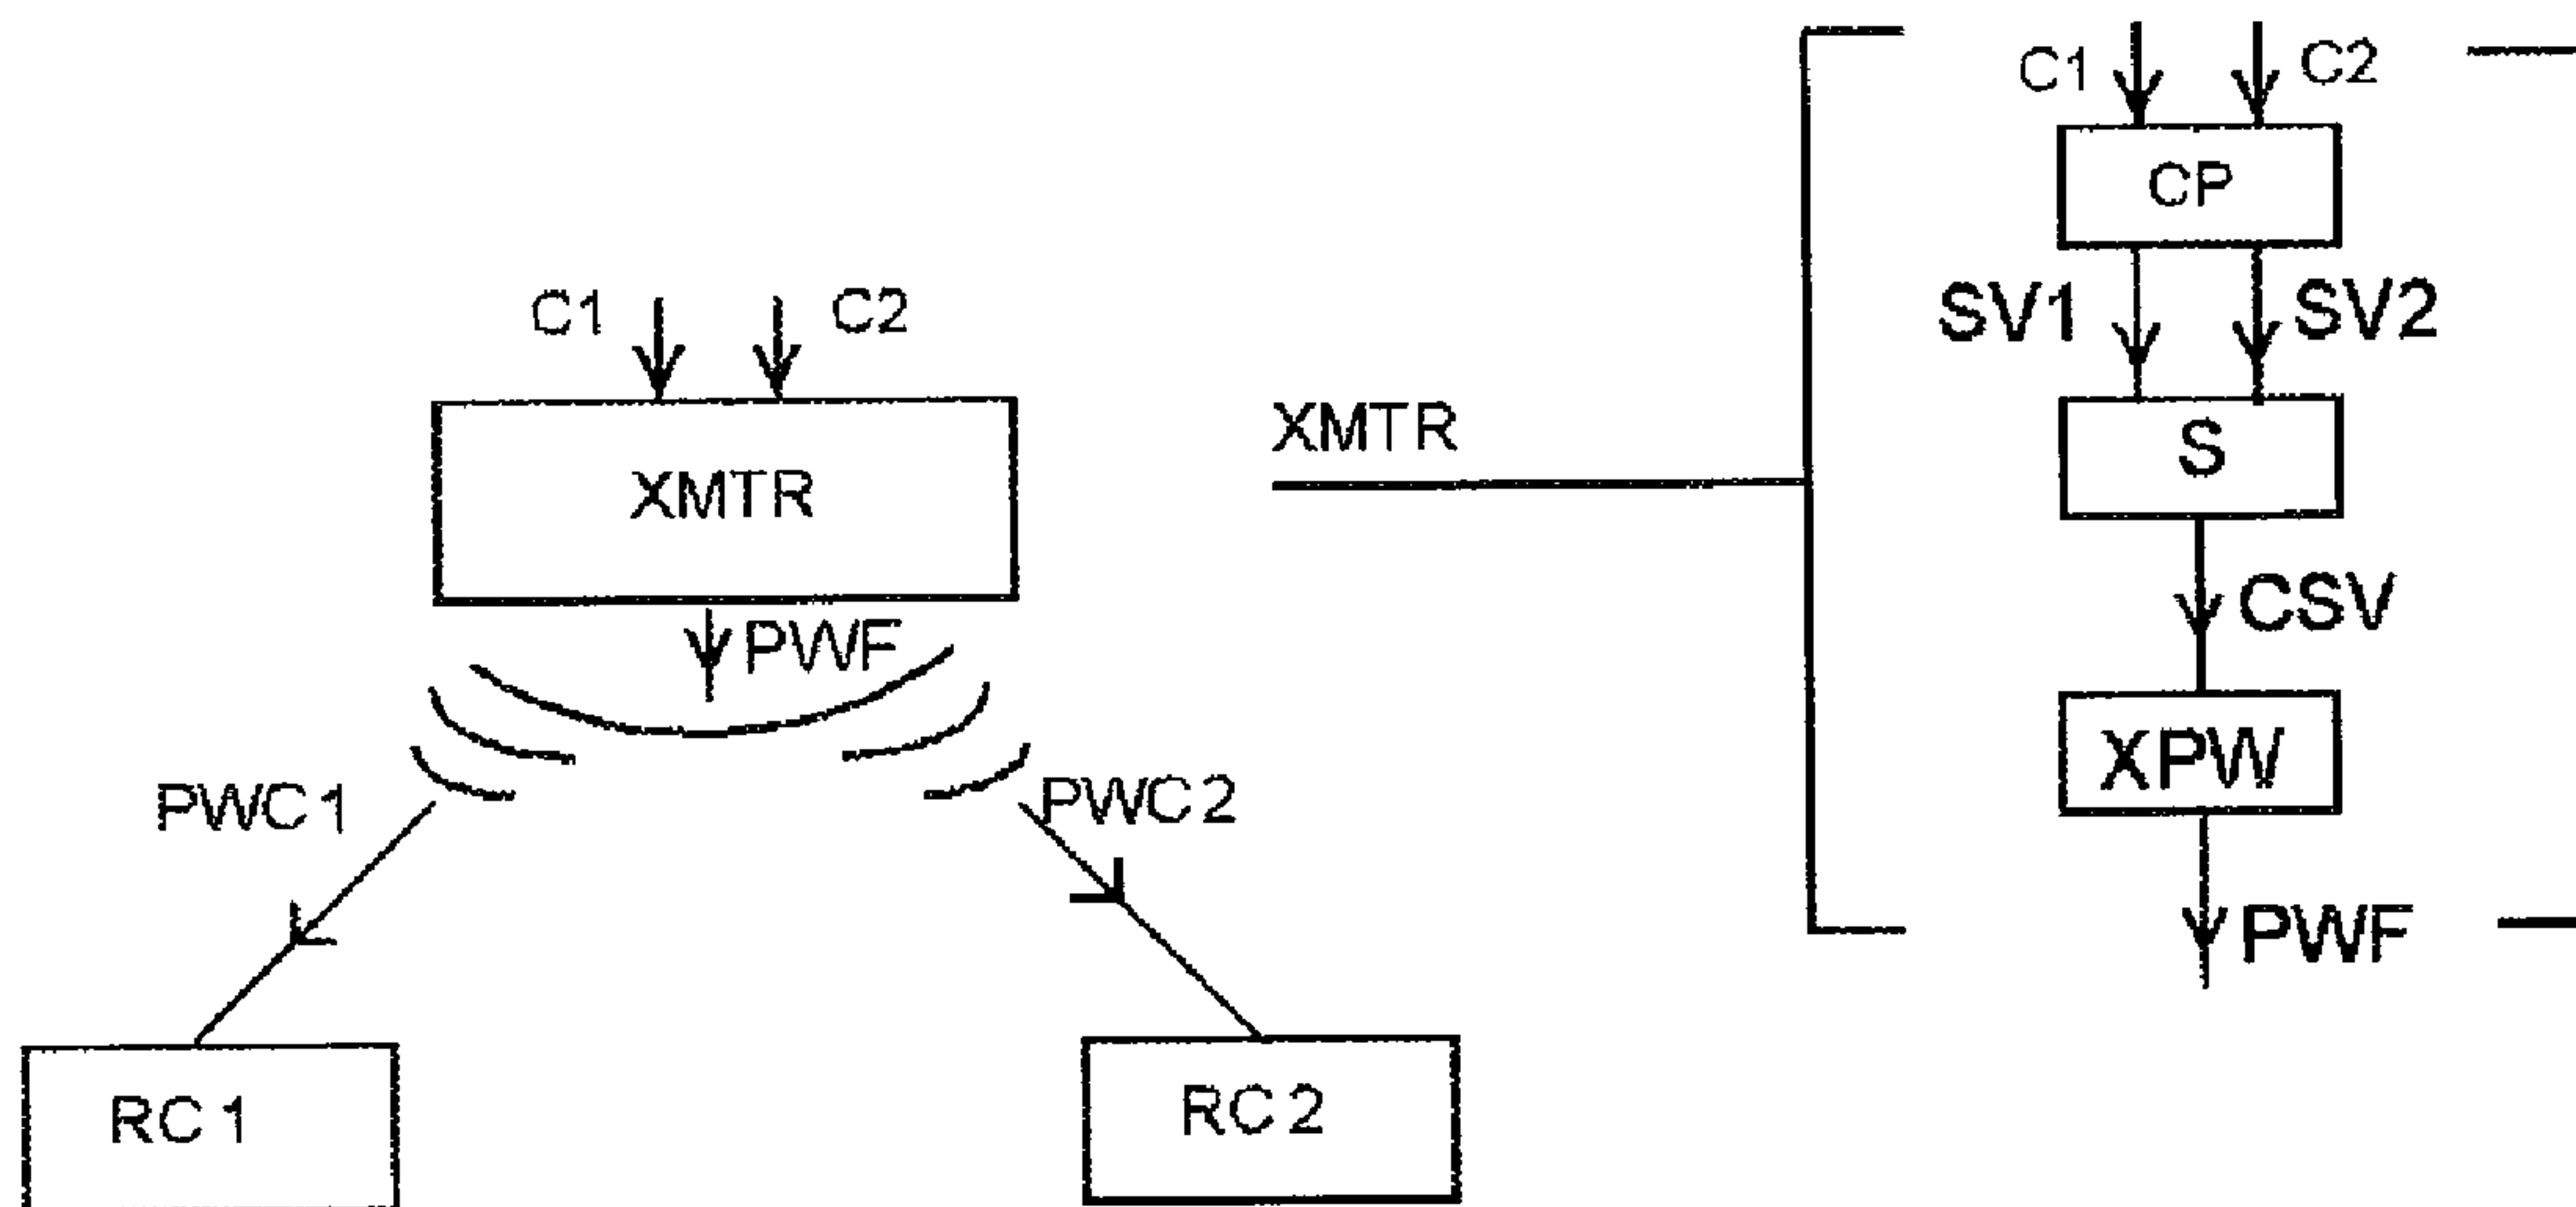 C1 C2
XMTR
PWF
PWC1 PWC2
RC1 RC2
XMTR
C1 C2
CP
SV1 SV2
S
CSV
XPW
PWF